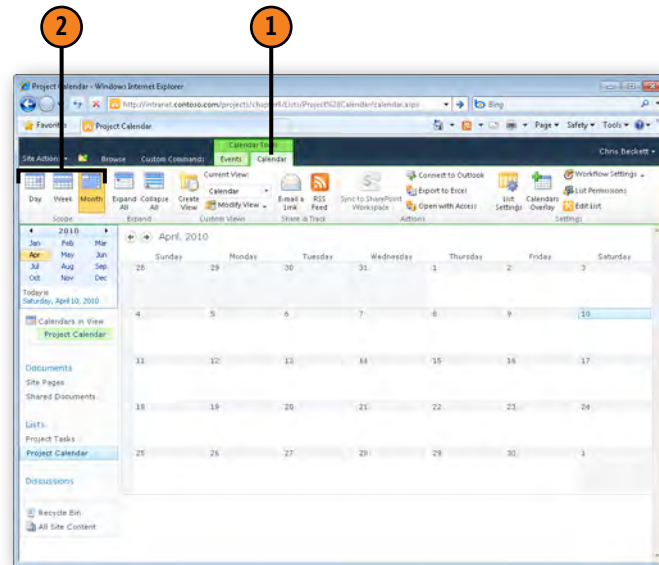 2
1
Project Calendar - Windows Internet Explorer
http://intranet.contoso.com/projects/chapter6/Lists/Project%20Calendar/calendar.aspx
Bing
Favorites
Project Calendar
Page
Safety
Tools
Calendar Tools
Site Actions
Browse
Custom Commands
Events
Calendar
Chris Beckett
Day
Week
Month
Expand All
Collapse All
Create View
Current View:
Calendar
Modify View
E-mail a Link
RSS Feed
Sync to SharePoint Workspace
Connect to Outlook
Export to Excel
Open with Access
List Settings
Calendars Overlay
Workflow Settings
List Permissions
Edit List
Scope
Expand
Custom Views
Share & Track
Actions
Settings
2010
Jan Feb Mar
Apr May Jun
Jul Aug Sep
Oct Nov Dec
Today is
Saturday, April 10, 2010
Calendars in View
Project Calendar
Documents
Site Pages
Shared Documents
Lists
Project Tasks
Project Calendar
Discussions
Recycle Bin
All Site Content
April, 2010
Sunday Monday Tuesday Wednesday Thursday Friday Saturday
28 29 30 31 1 2 3
4 5 6 7 8 9 10
11 12 13 14 15 16 17
18 19 20 21 22 23 24
25 26 27 28 29 30 1